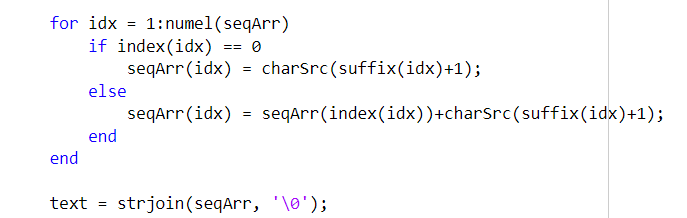 for idx = 1:numel(seqArr)
    if index(idx) == 0
        seqArr(idx) = charSrc(suffix(idx)+1);
    else
        seqArr(idx) = seqArr(index(idx))+charSrc(suffix(idx)+1);
    end
end
text = strjoin(seqArr, '\0');